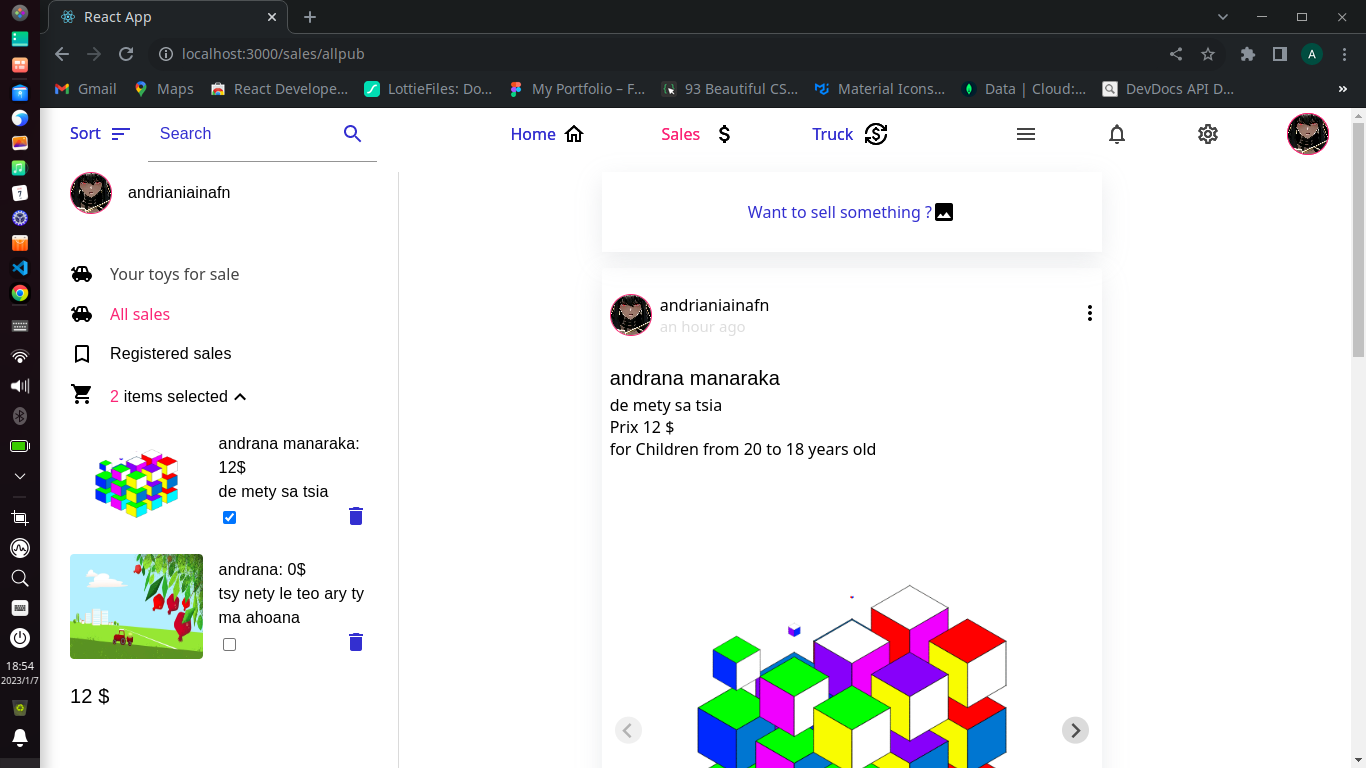 React App
localhost:3000/sales/allpub
A
Gmail
Maps
React Develope...
LottieFiles: Do...
My Portfolio – F...
93 Beautiful CS...
Material Icons...
Data | Cloud:...
DevDocs API D...
»
Sort
Search
Home
Sales
$
Truck
andrianiainafn
Your toys for sale
All sales
Registered sales
2 items selected
andrana manaraka:
12$
de mety sa tsia
andrana: 0$
tsy nety le teo ary ty
ma ahoana
12 $
Want to sell something ?
andrianiainafn
an hour ago
andrana manaraka
de mety sa tsia
Prix 12 $
for Children from 20 to 18 years old
18:54
2023/1/7